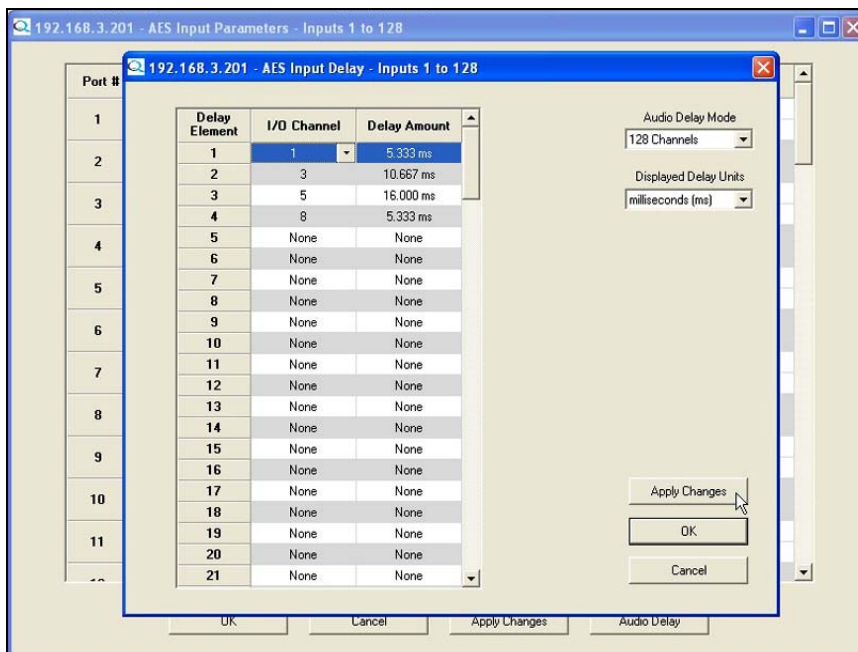 192.168.3.201 - AES Input Parameters - Inputs 1 to 128
192.168.3.201 - AES Input Delay - Inputs 1 to 128
Port #
1
2
3
4
5
6
7
8
9
10
11
Delay Element I/O Channel Delay Amount
1 1 5.333 ms
2 3 10.667 ms
3 5 16.000 ms
4 8 5.333 ms
5 None None
6 None None
7 None None
8 None None
9 None None
10 None None
11 None None
12 None None
13 None None
14 None None
15 None None
16 None None
17 None None
18 None None
19 None None
20 None None
21 None None
Audio Delay Mode
128 Channels
Displayed Delay Units
milliseconds (ms)
Apply Changes
OK
Cancel
OK Cancel Apply Changes Audio Delay